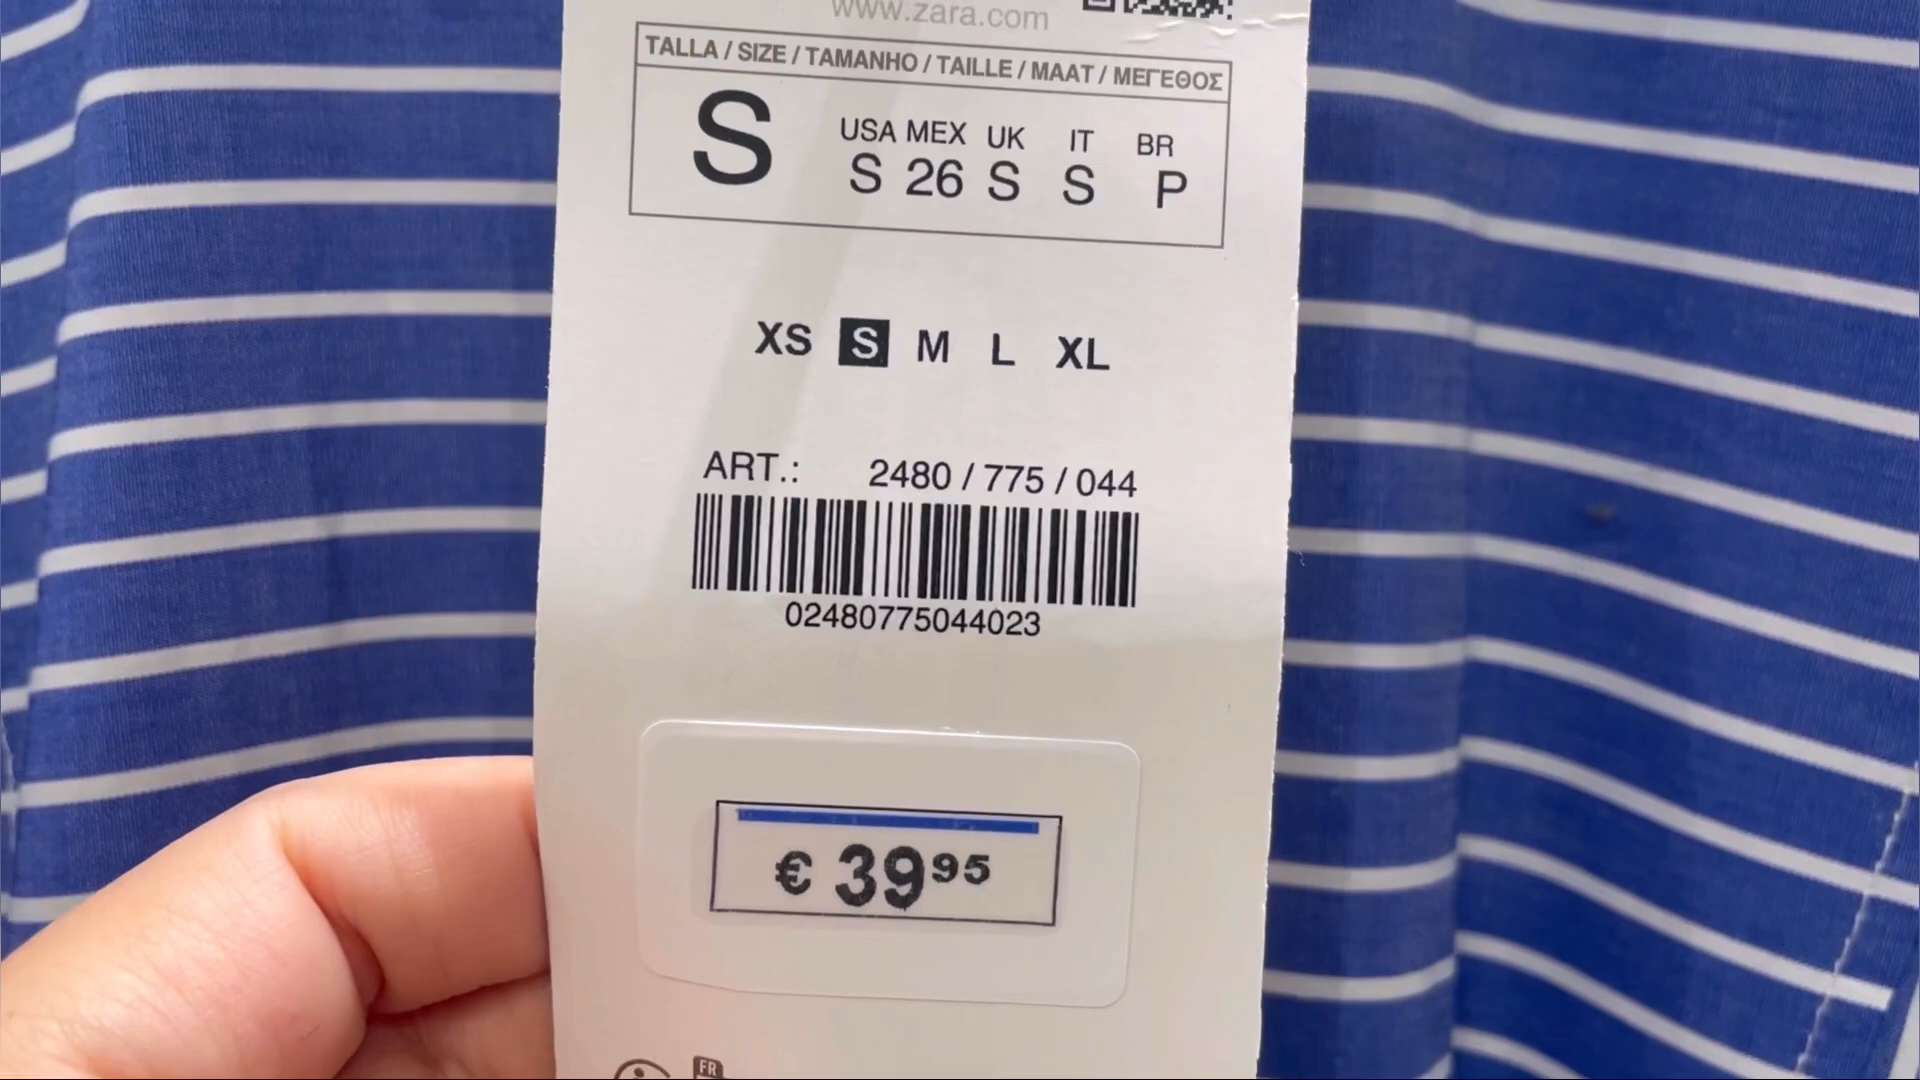 www.zara.com
TALLA / SIZE / TAMANHO / TAILLE / MAAT / ΜΕΓΕΘΟΣ
S
USA MEX UK IT BR
S 26 S S P
XS S M L XL
ART.: 2480 / 775 / 044
02480775044023
€ 39⁹⁵
FR